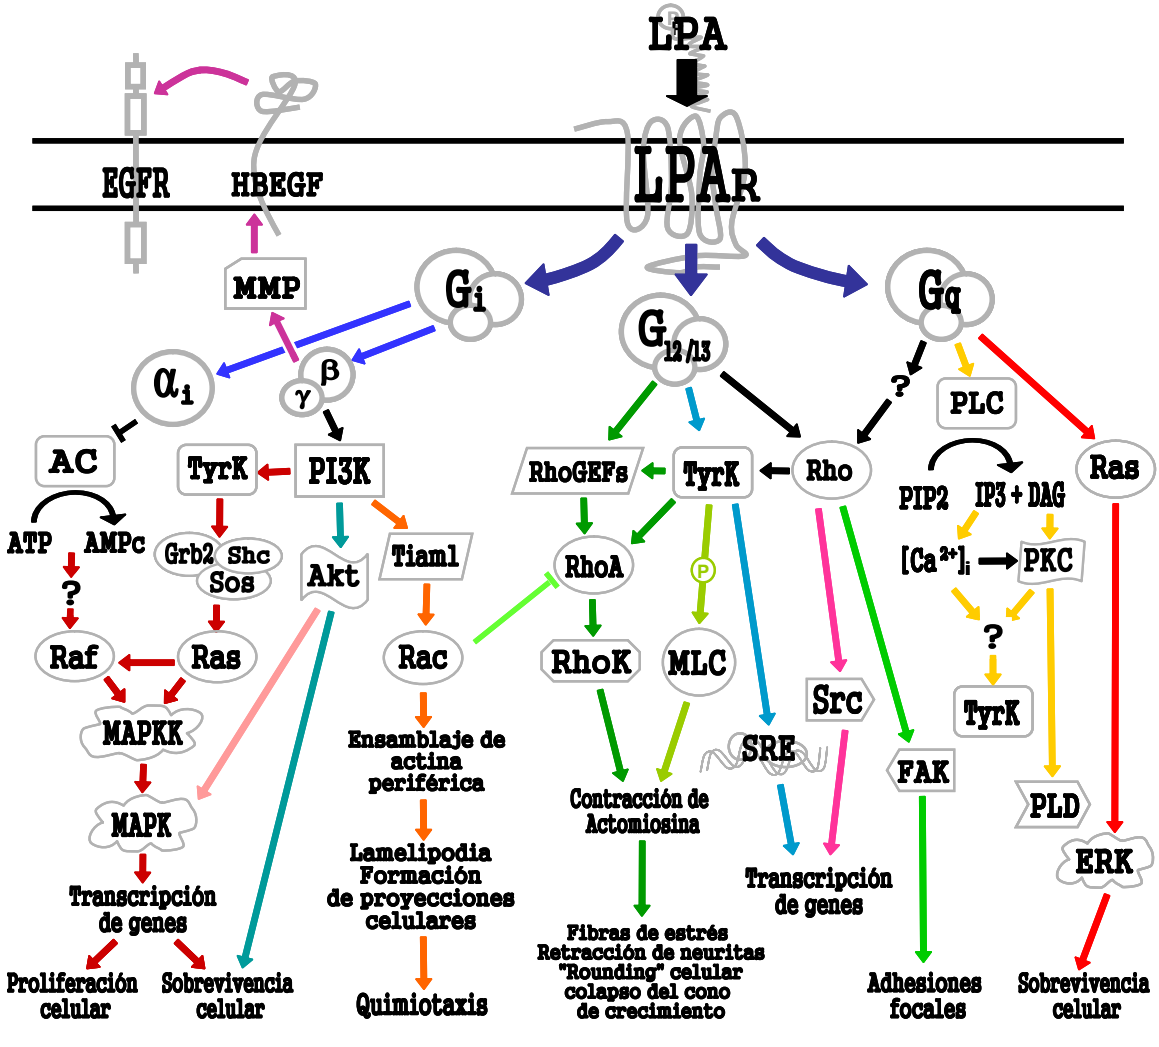 P
LPA
LPAR
EGFR
HBEGF
MMP
Gi
G12/13
Gq
αi
β
γ
?
PLC
AC
TyrK
PI3K
RhoGEFs
TyrK
Rho
Ras
PIP2
IP3 + DAG
ATP
AMPc
Grb2
Shc
Sos
Akt
Tiam1
RhoA
P
[Ca²⁺]i
PKC
?
?
Raf
Ras
Rac
RhoK
MLC
Src
TyrK
MAPKK
SRE
FAK
PLD
MAPK
ERK
Ensamblaje de
actina
periférica
Contracción de
Actomiosina
Lamelipodia
Formación
de proyecciones
celulares
Transcripción
de genes
Transcripción
de genes
Fibras de estrés
Retracción de neuritas
"Rounding" celular
colapso del cono
de crecimiento
Proliferación
celular
Sobrevivencia
celular
Quimiotaxis
Adhesiones
focales
Sobrevivencia
celular